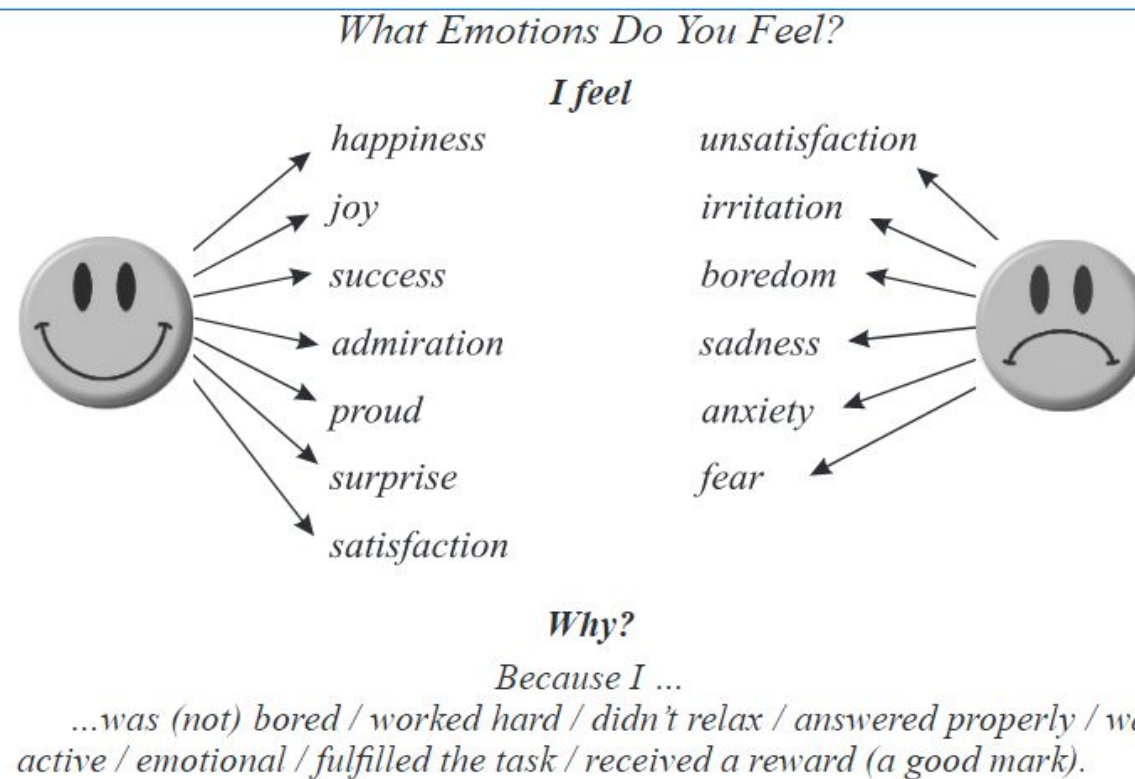 What Emotions Do You Feel?
I feel
happiness
joy
success
admiration
proud
surprise
satisfaction
unsatisfaction
irritation
boredom
sadness
anxiety
fear
Why?
Because I ...
...was (not) bored / worked hard / didn't relax / answered properly /
active / emotional / fulfilled the task / received a reward (a good mark).